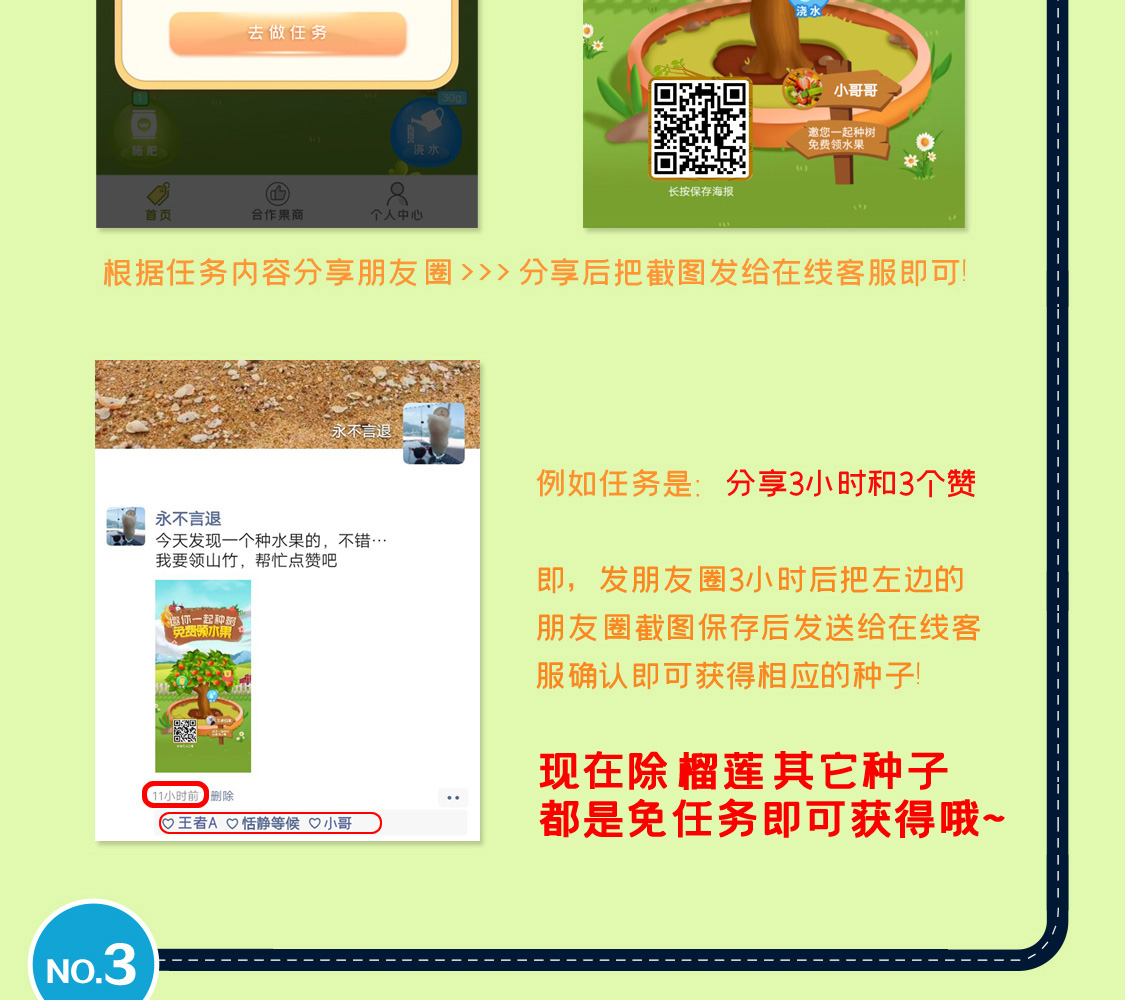 去做任务
浇水
小哥哥
邀您一起种树
免费领水果
长按保存海报
30g
施肥
浇水
首页
合作果商
个人中心
根据任务内容分享朋友圈>>>分享后把截图发给在线客服即可!
永不言退
永不言退
今天发现一个种水果的，不错…
我要领山竹，帮忙点赞吧
邀你一起种树
免费领水果
11小时前
删除
王者A 恬静等候 小哥
例如任务是: 分享3小时和3个赞
即，发朋友圈3小时后把左边的
朋友圈截图保存后发送给在线客
服确认即可获得相应的种子!
现在除榴莲其它种子
都是免任务即可获得哦~
NO.3